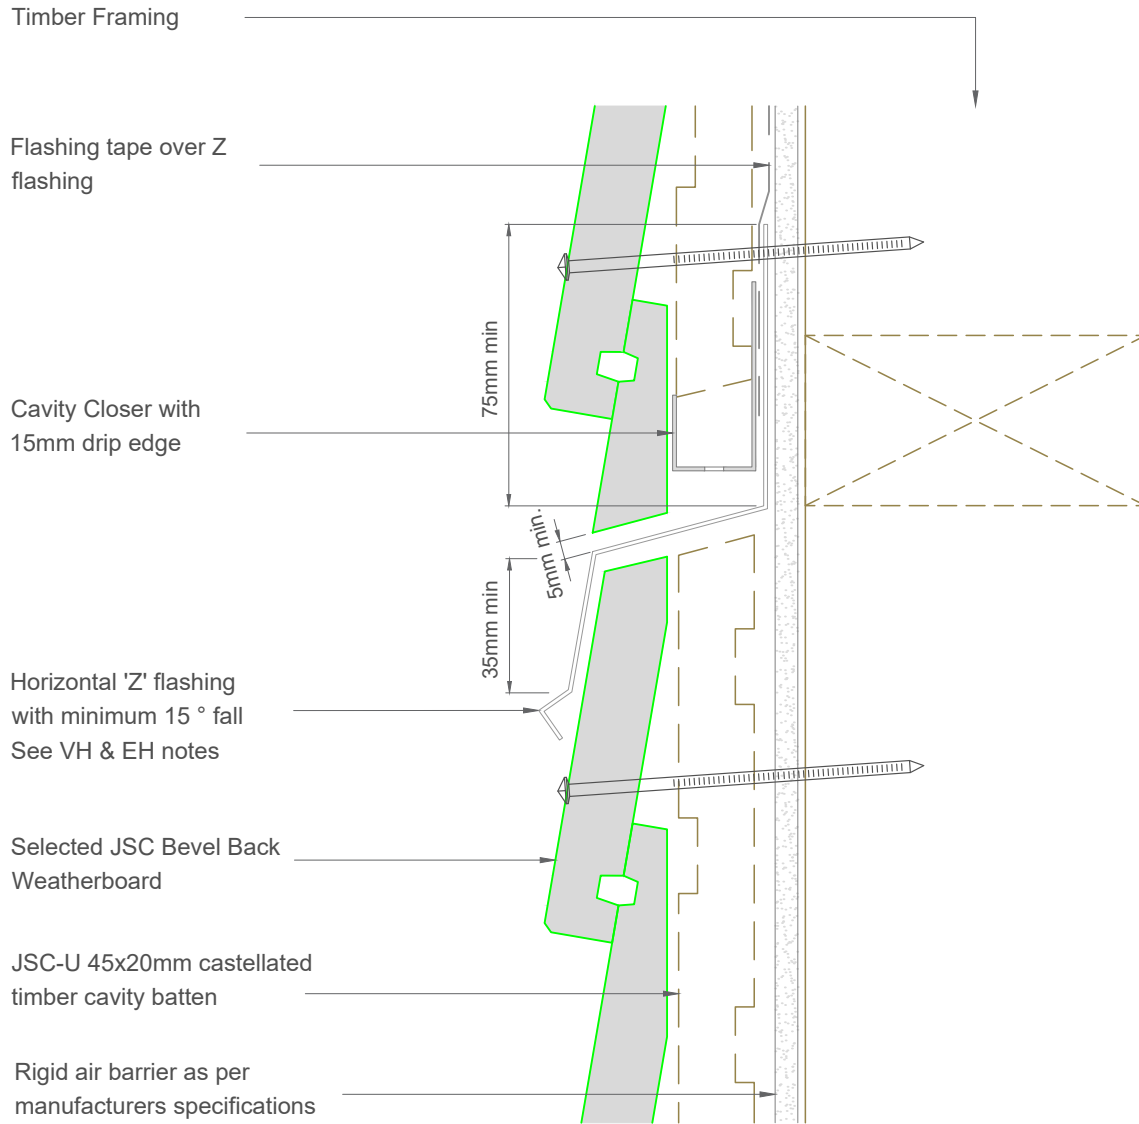 Timber Framing
Flashing tape over Z
flashing
75mm min
Cavity Closer with
15mm drip edge
5mm min.
35mm min
Horizontal 'Z' flashing
with minimum 15 ° fall
See VH & EH notes
Selected JSC Bevel Back
Weatherboard
JSC-U 45x20mm castellated
timber cavity batten
Rigid air barrier as per
manufacturers specifications